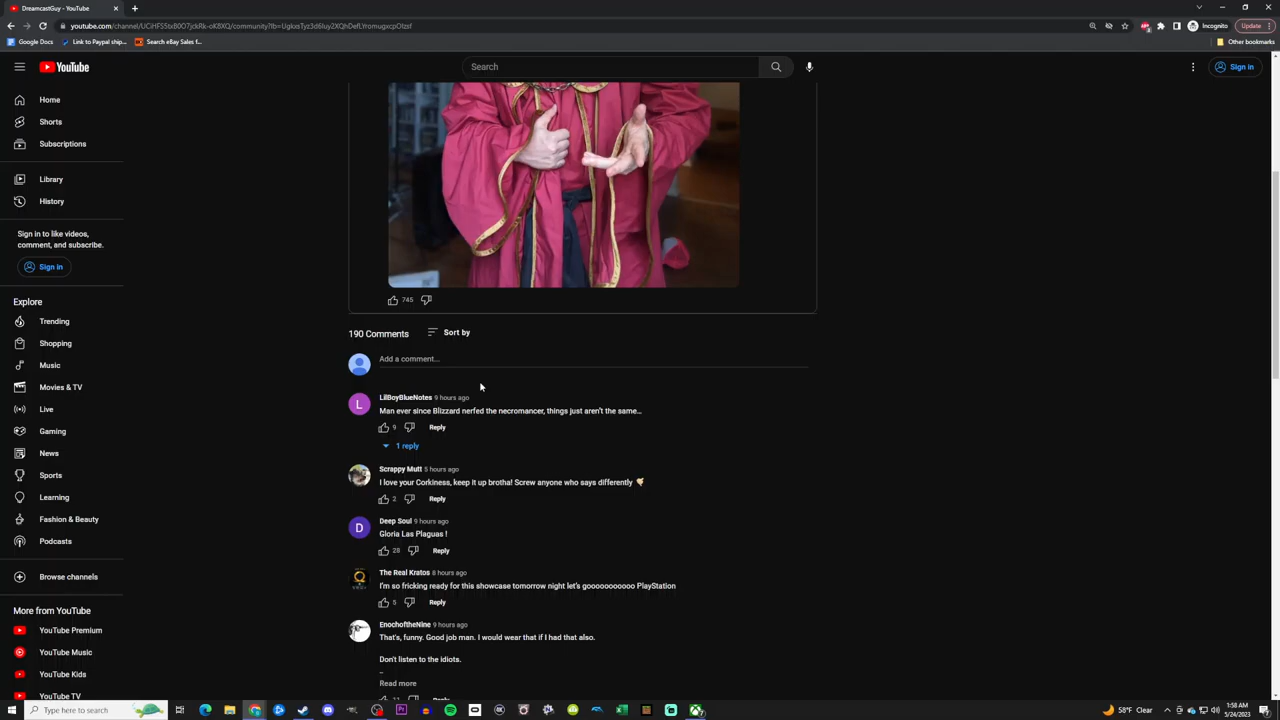 DreamcastGuy - YouTube
youtube.com/channel/UCiHFS5txB0O7jckRk-oK8XQ/community?lb=UgkxsTyz3d6Iuy2XQhDefLYromugxcpOlzsf
Incognito
Update
Google Docs
Link to Paypal ship...
Search eBay Sales f...
Other bookmarks
YouTube
Search
Sign in
Home
Shorts
Subscriptions
Library
History
Sign in to like videos,
comment, and subscribe.
Sign in
Explore
Trending
Shopping
Music
Movies & TV
Live
Gaming
News
Sports
Learning
Fashion & Beauty
Podcasts
Browse channels
More from YouTube
YouTube Premium
YouTube Music
YouTube Kids
YouTube TV
745
190 Comments
Sort by
Add a comment...
LilBoyBlueNotes 9 hours ago
Man ever since Blizzard nerfed the necromancer, things just aren't the same...
9 Reply
1 reply
Scrappy Mutt 5 hours ago
I love your Corkiness, keep it up brotha! Screw anyone who says differently
2 Reply
Deep Soul 9 hours ago
Gloria Las Plaguas !
28 Reply
The Real Kratos 8 hours ago
I'm so fricking ready for this showcase tomorrow night let's gooooooooooo PlayStation
5 Reply
EnochoftheNine 9 hours ago
That's, funny. Good job man. I would wear that if I had that also.
Don't listen to the idiots.
Read more
11 Reply
Type here to search
58°F Clear
1:58 AM
5/24/2023